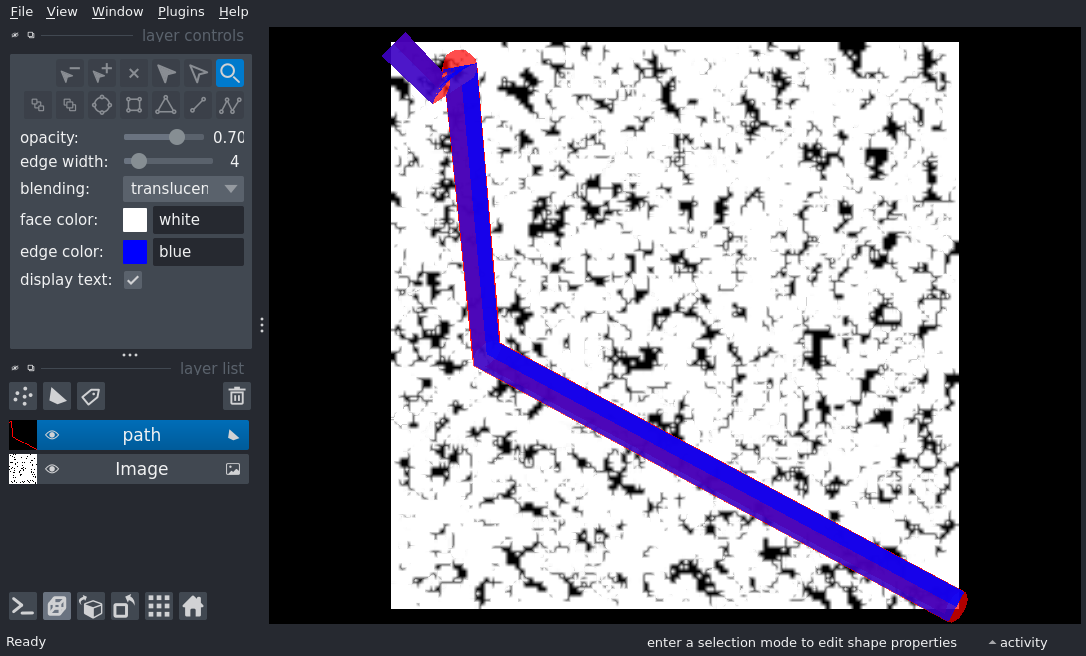 File View Window Plugins Help
layer controls
opacity: 0.70
edge width: 4
blending: translucen
face color: white
edge color: blue
display text:
layer list
path
Image
Ready
enter a selection mode to edit shape properties
activity